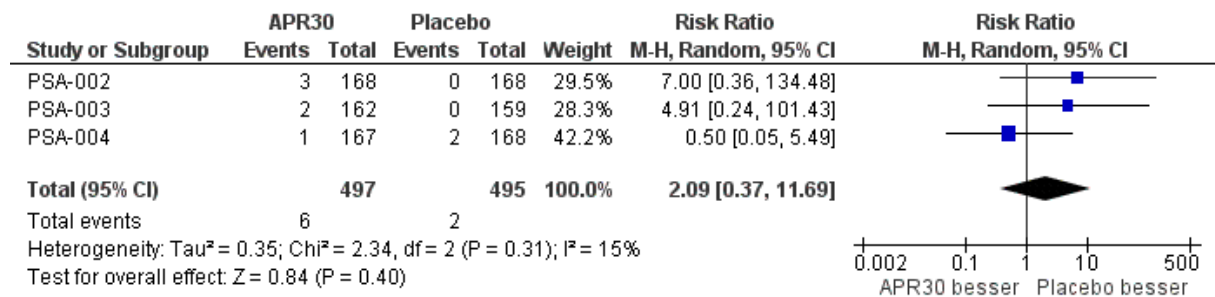 APR30 Placebo Risk Ratio Risk Ratio
Study or Subgroup Events Total Events Total Weight M-H, Random, 95% CI M-H, Random, 95% CI
PSA-002 3 168 0 168 29.5% 7.00 [0.36, 134.48]
PSA-003 2 162 0 159 28.3% 4.91 [0.24, 101.43]
PSA-004 1 167 2 168 42.2% 0.50 [0.05, 5.49]
Total (95% CI) 497 495 100.0% 2.09 [0.37, 11.69]
Total events 6 2
Heterogeneity: Tau² = 0.35; Chi² = 2.34, df = 2 (P = 0.31); I² = 15%
Test for overall effect: Z = 0.84 (P = 0.40)
0.002 0.1 1 10 500
APR30 besser Placebo besser